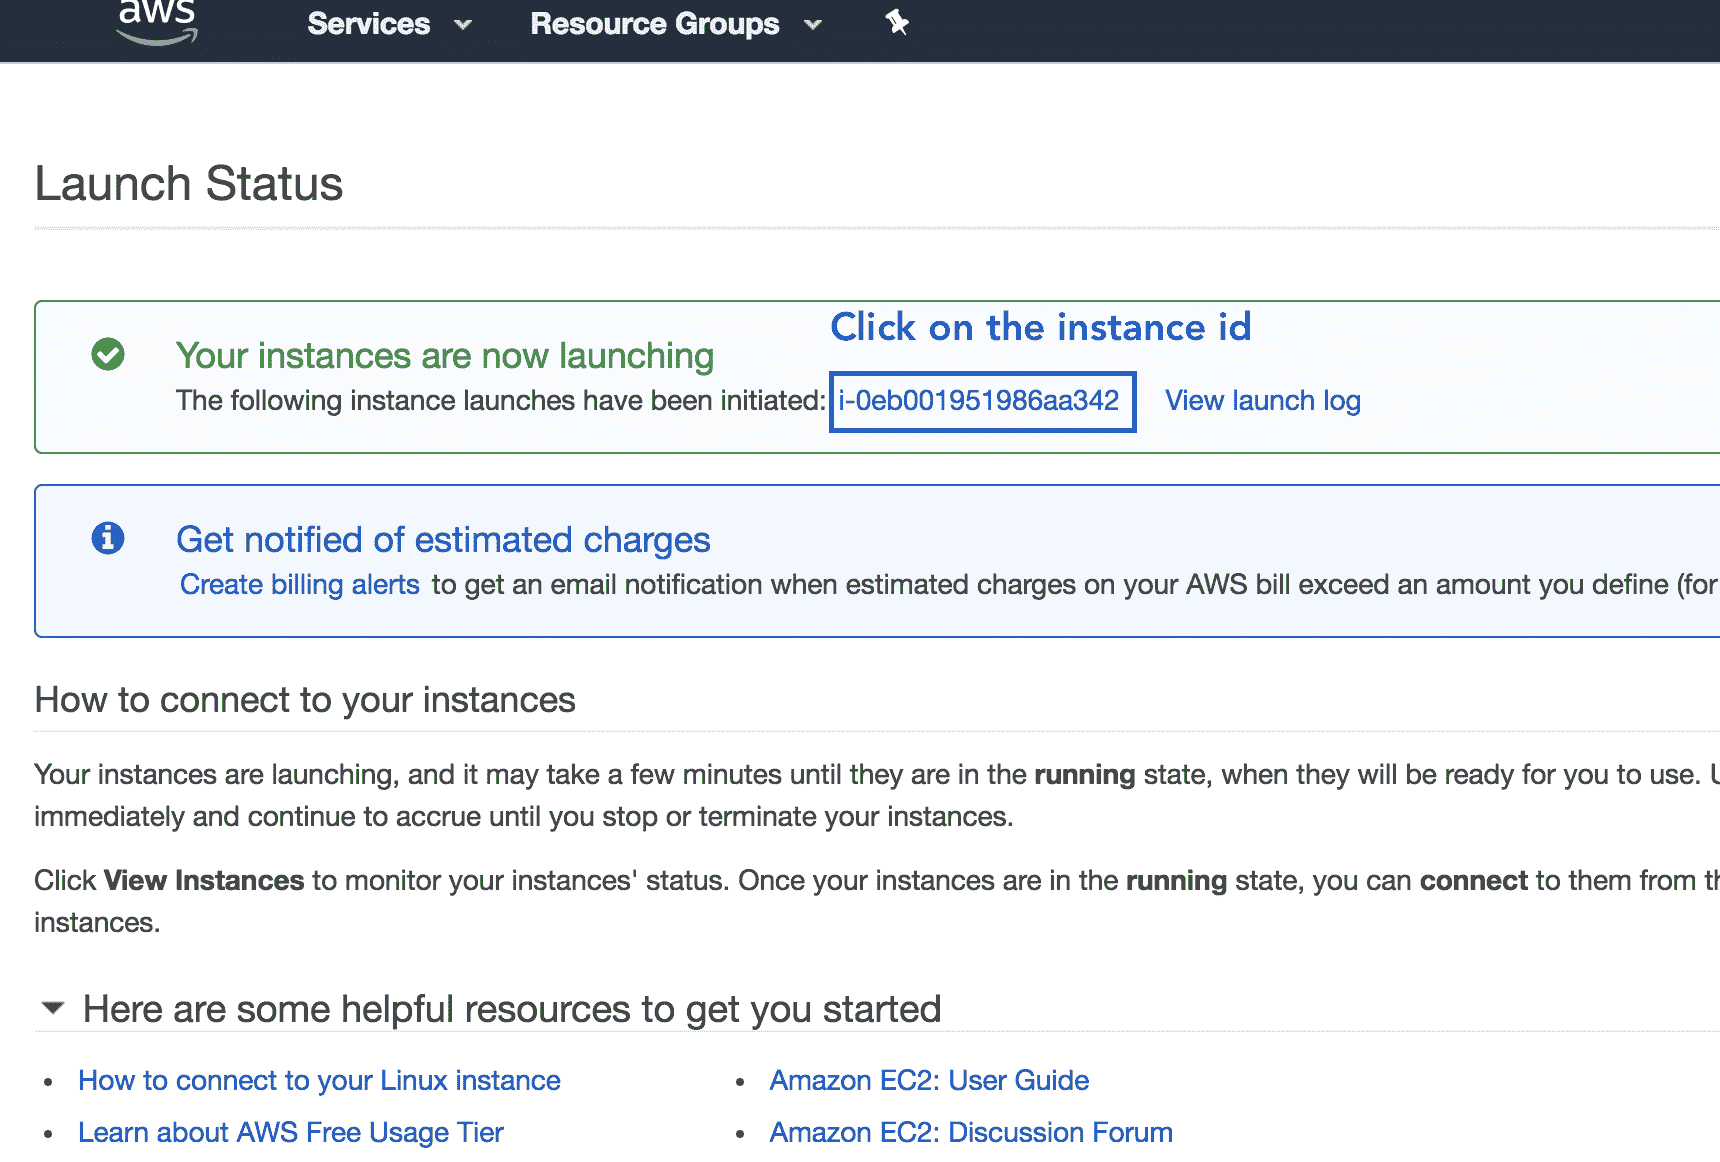 aws Services Resource Groups
Launch Status
Click on the instance id
Your instances are now launching
The following instance launches have been initiated: i-0eb001951986aa342 View launch log
Get notified of estimated charges
Create billing alerts to get an email notification when estimated charges on your AWS bill exceed an amount you define (for
How to connect to your instances
Your instances are launching, and it may take a few minutes until they are in the running state, when they will be ready for you to use.
immediately and continue to accrue until you stop or terminate your instances.
Click View Instances to monitor your instances' status. Once your instances are in the running state, you can connect to them from
instances.
Here are some helpful resources to get you started
• How to connect to your Linux instance
• Amazon EC2: User Guide
• Learn about AWS Free Usage Tier
• Amazon EC2: Discussion Forum